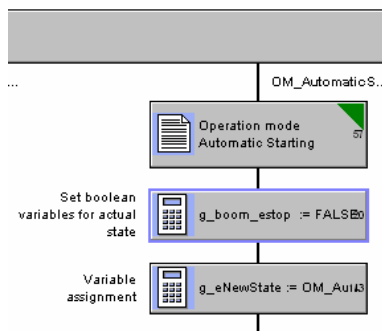 ...
OM_AutomaticS..
Operation mode
Automatic Starting
57
Set boolean
variables for actual
state
g_boom_estop := FALSE
Variable
assignment
g_eNewState := OM_Au